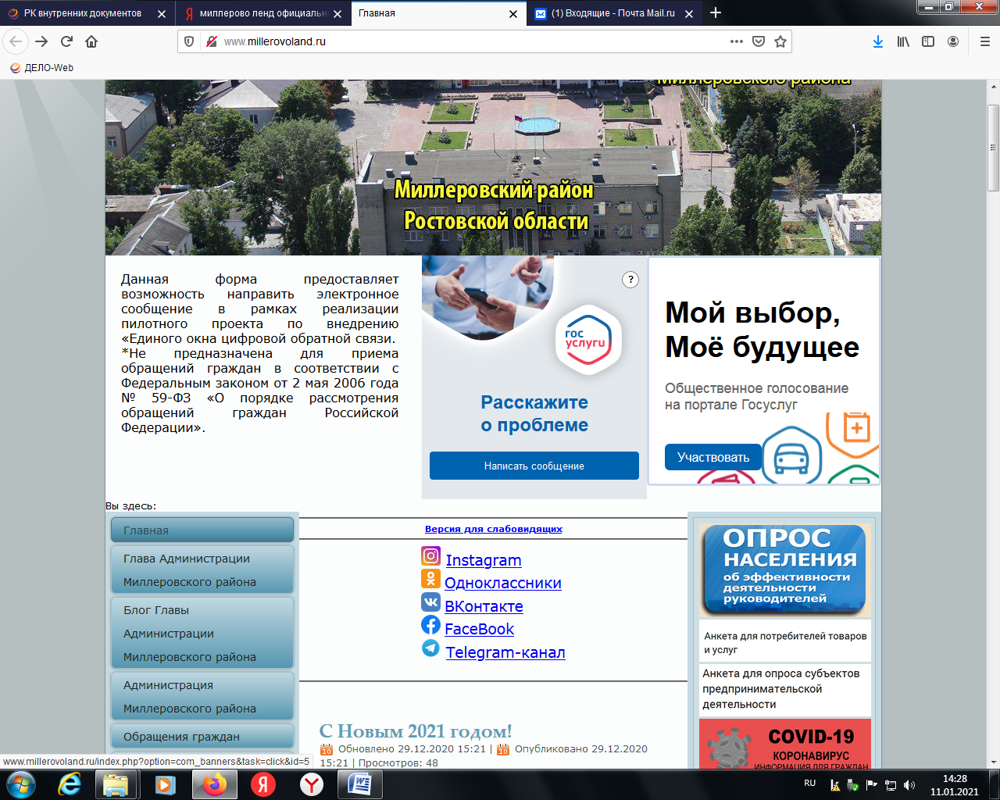 РК внутренних документов
миллерово ленд официальн
Главная
(1) Входящие - Почта Mail.ru
www.millerovoland.ru
ДЕЛО-Web
Миллеровского района
Миллеровский район
Ростовской области
Данная форма предоставляет
возможность направить электронное
сообщение в рамках реализации
пилотного проекта по внедрению
«Единого окна цифровой обратной связи.
*Не предназначена для приема
обращений граждан в соответствии с
Федеральным законом от 2 мая 2006 года
№ 59-ФЗ «О порядке рассмотрения
обращений граждан Российской
Федерации».
?
гос
услуги
Расскажите
о проблеме
Написать сообщение
Мой выбор,
Моё будущее
Общественное голосование
на портале Госуслуг
Участвовать
Вы здесь:
Главная
Глава Администрации
Миллеровского района
Блог Главы
Администрации
Миллеровского района
Администрация
Миллеровского района
Обращения граждан
Версия для слабовидящих
Instagram
Одноклассники
ВКонтакте
FaceBook
Telegram-канал
С Новым 2021 годом!
Обновлено 29.12.2020 15:21 | Опубликовано 29.12.2020
15:21 | Просмотров: 48
ОПРОС
НАСЕЛЕНИЯ
об эффективности
деятельности
руководителей
Анкета для потребителей товаров
и услуг
Анкета для опроса субъектов
предпринимательской
деятельности
COVID-19
КОРОНАВИРУС
ИНФОРМАЦИЯ ДЛЯ ГРАЖДАН
www.millerovoland.ru/index.php?option=com_banners&task=click&id=5
RU
14:28
11.01.2021